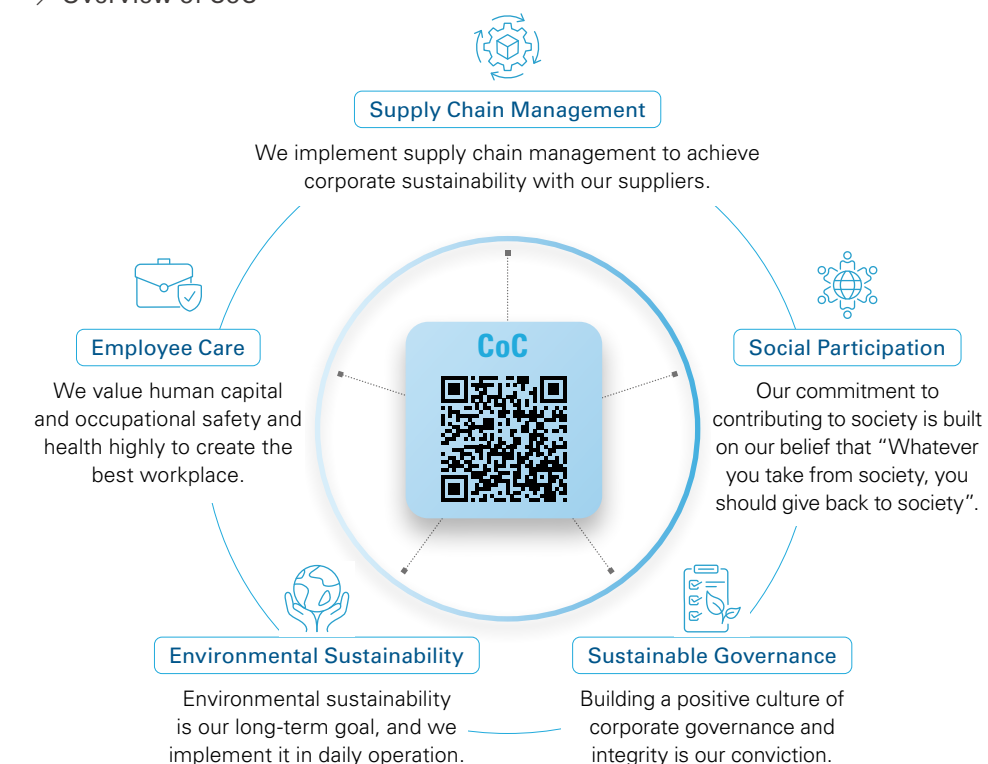 Overview of CoC
Supply Chain Management
We implement supply chain management to achieve
corporate sustainability with our suppliers.
Employee Care
We value human capital
and occupational safety and
health highly to create the
best workplace.
CoC
Social Participation
Our commitment to
contributing to society is built
on our belief that “Whatever
you take from society, you
should give back to society”.
Environmental Sustainability
Environmental sustainability
is our long-term goal, and we
implement it in daily operation.
Sustainable Governance
Building a positive culture of
corporate governance and
integrity is our conviction.